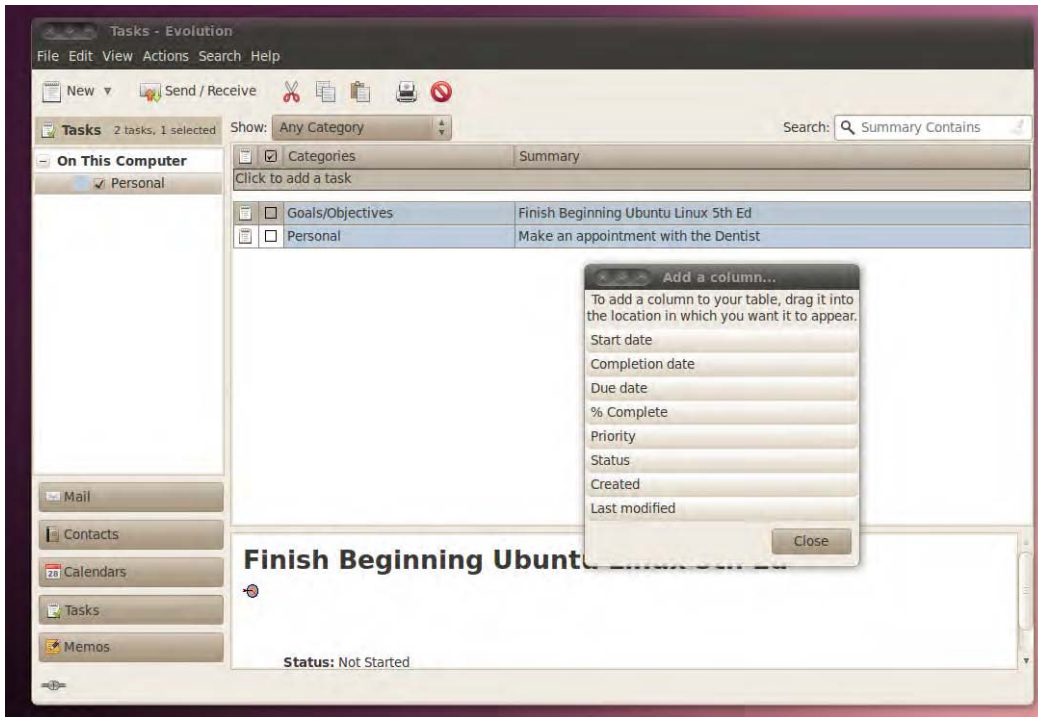 Tasks - Evolution
File Edit View Actions Search Help
New Send / Receive
Tasks 2 tasks, 1 selected
Show: Any Category
Search: Summary Contains
On This Computer
Personal
Categories Summary
Click to add a task
Goals/Objectives Finish Beginning Ubuntu Linux 5th Ed
Personal Make an appointment with the Dentist
Add a column...
To add a column to your table, drag it into
the location in which you want it to appear.
Start date
Completion date
Due date
% Complete
Priority
Status
Created
Last modified
Close
Mail
Contacts
28 Calendars
Tasks
Memos
Finish Beginning Ubuntu Linux 5th Ed
Status: Not Started